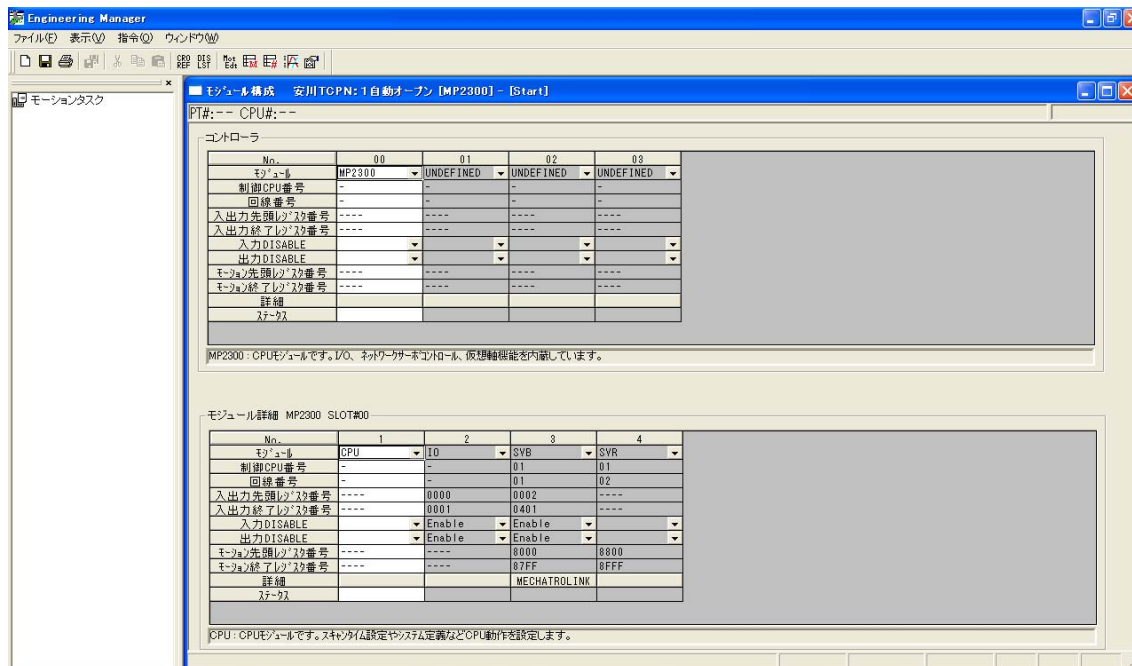 Engineering Manager
ファイル(F) 表示(V) 指令(O) ウィンドウ(W)
CRO REF DIS LST Mot Edt
モーションタスク
モジュール構成 安川TCPN:1自動オープン [MP2300] - [Start]
PT#:-- CPU#:--
コントローラ
No. 00 01 02 03
モジュール MP2300 UNDEFINED UNDEFINED UNDEFINED
制御CPU番号 - - - -
回線番号 - - - -
入出力先頭レジスタ番号 ---- ---- ---- ----
入出力終了レジスタ番号 ---- ---- ---- ----
入力DISABLE
出力DISABLE
モーション先頭レジスタ番号 ---- ---- ---- ----
モーション終了レジスタ番号 ---- ---- ---- ----
詳細
ステータス
MP2300 : CPUモジュールです。I/O、ネットワークサーボコントロール、仮想軸機能を内蔵しています。
モジュール詳細 MP2300 SLOT#00
No. 1 2 3 4
モジュール CPU IO SVB SVR
制御CPU番号 - - 01 01
回線番号 - - 01 02
入出力先頭レジスタ番号 ---- 0000 0002 ----
入出力終了レジスタ番号 ---- 0001 0401 ----
入力DISABLE Enable Enable
出力DISABLE Enable Enable
モーション先頭レジスタ番号 ---- ---- 8000 8800
モーション終了レジスタ番号 ---- ---- 87FF 8FFF
詳細 MECHATROLINK
ステータス
CPU : CPUモジュールです。スキャンタイム設定やシステム定義などCPU動作を設定します。